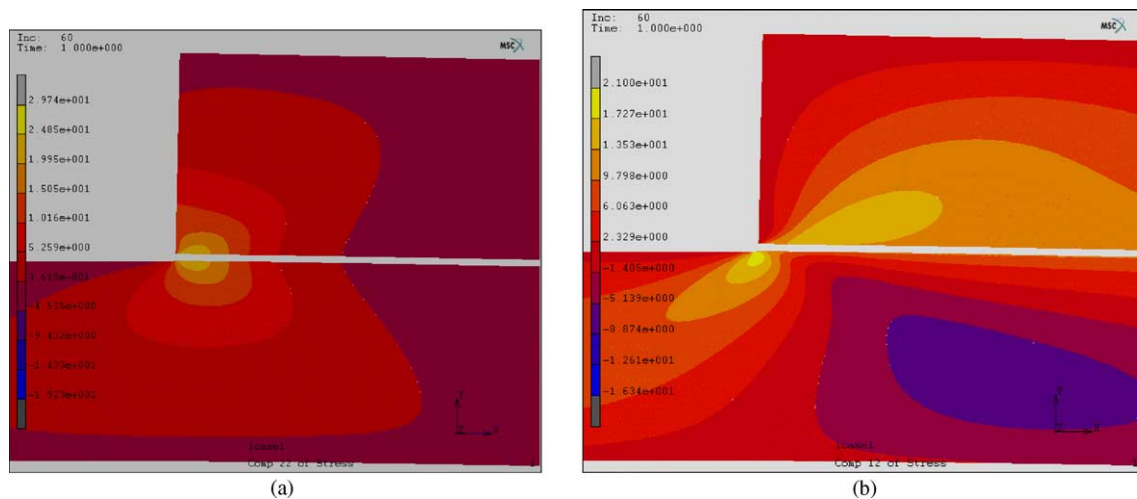 Inc: 60
Time: 1.000e+000
MSC
2.974e+001
2.485e+001
1.995e+001
1.505e+001
1.016e+001
5.259e+000
Y
Z
lcase1
Comp 22 of Stress
(a)
Inc: 60
Time: 1.000e+000
MSC
2.100e+001
1.727e+001
1.353e+001
9.798e+000
6.063e+000
2.329e+000
-1.405e+000
-5.139e+000
-8.874e+000
-1.261e+001
-1.634e+001
Y
Z
X
lcase1
Comp 12 of Stress
(b)